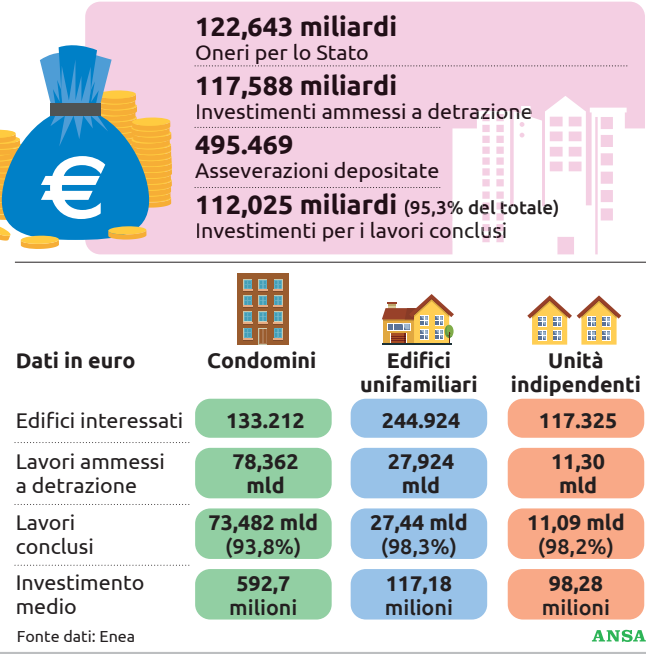 122,643 miliardi
Oneri per lo Stato
117,588 miliardi
Investimenti ammessi a detrazione
495.469
Asseverazioni depositate
112,025 miliardi (95,3% del totale)
Investimenti per i lavori conclusi
€
Dati in euro
Condomini
Edifici
unifamiliari
Unità
indipendenti
Edifici interessati
133.212
244.924
117.325
Lavori ammessi
a detrazione
78,362
mld
27,924
mld
11,30
mld
Lavori
conclusi
73,482 mld
(93,8%)
27,44 mld
(98,3%)
11,09 mld
(98,2%)
Investimento
medio
592,7
milioni
117,18
milioni
98,28
milioni
Fonte dati: Enea
ANSA